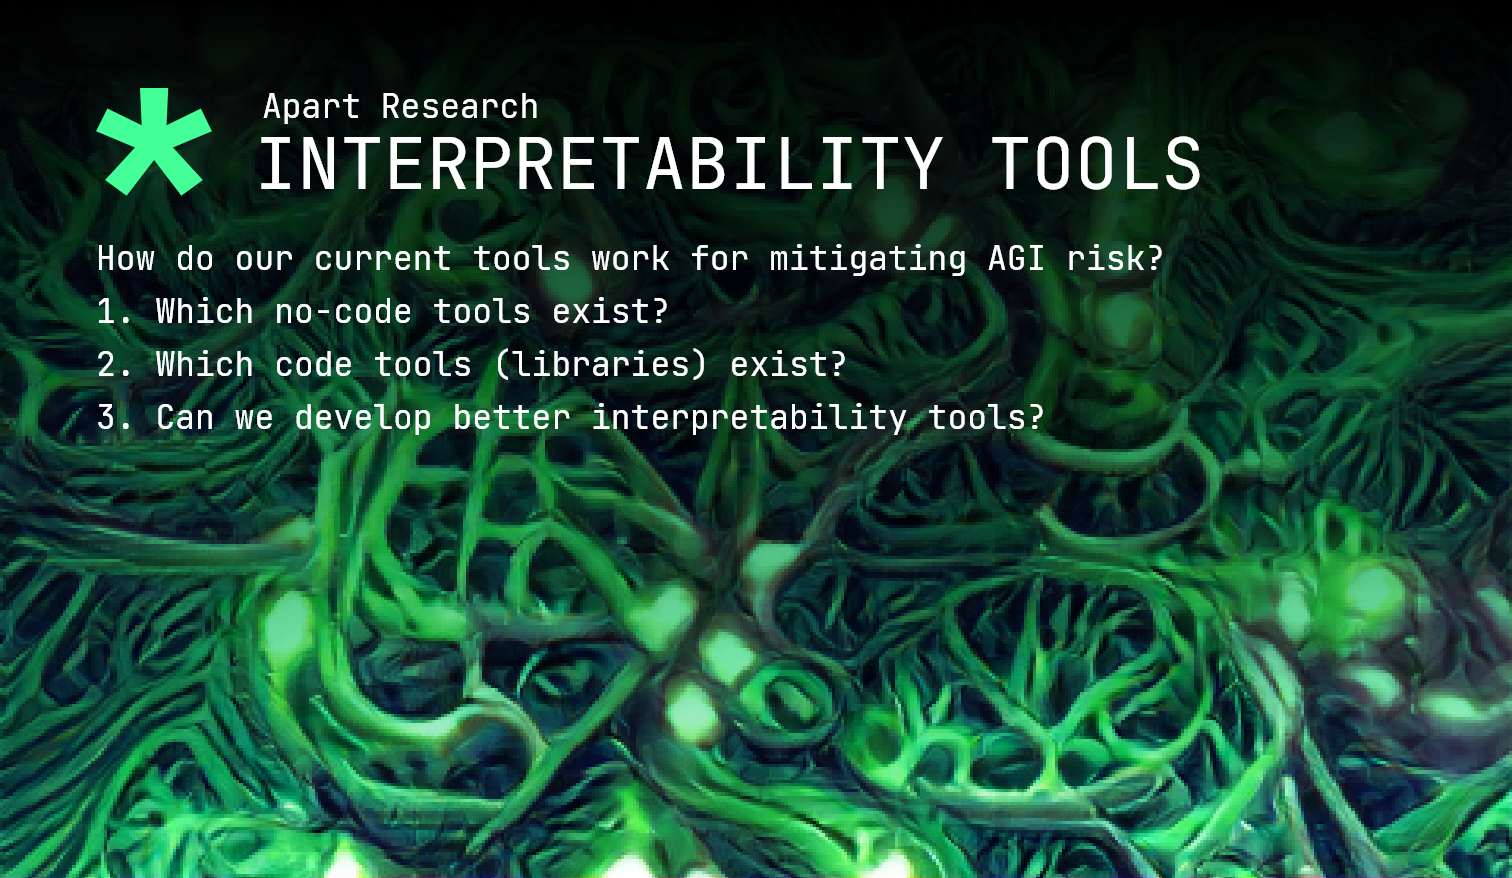 Apart Research
INTERPRETABILITY TOOLS
How do our current tools work for mitigating AGI risk?
1. Which no-code tools exist?
2. Which code tools (libraries) exist?
3. Can we develop better interpretability tools?